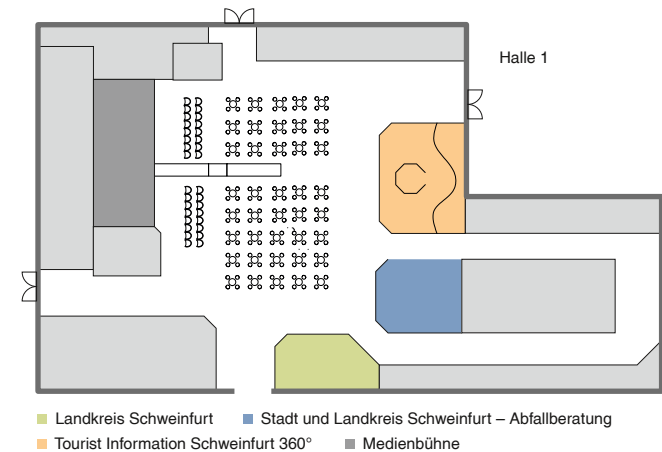 Halle 1
Landkreis Schweinfurt
Stadt und Landkreis Schweinfurt – Abfallberatung
Tourist Information Schweinfurt 360°
Medienbühne